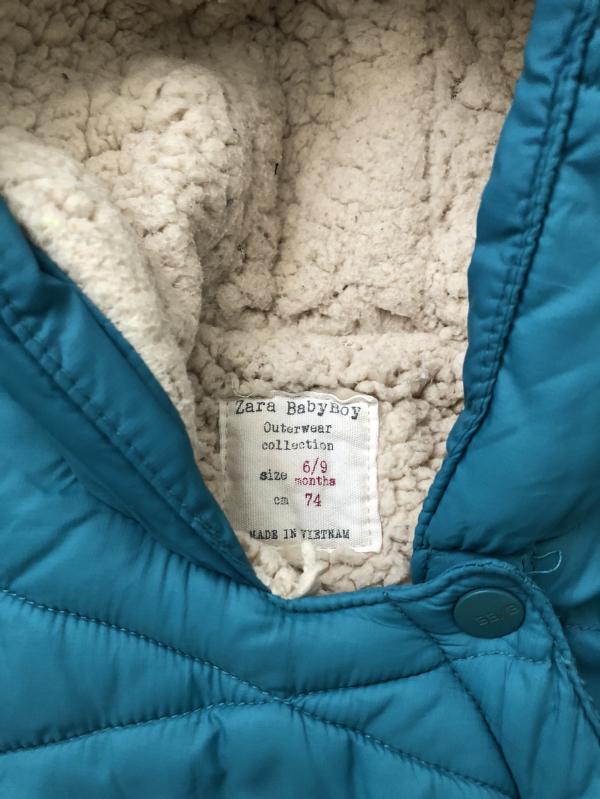 Zara BabyBoy
Outerwear
collection
size 6/9 months
cm 74
MADE IN VIETNAM